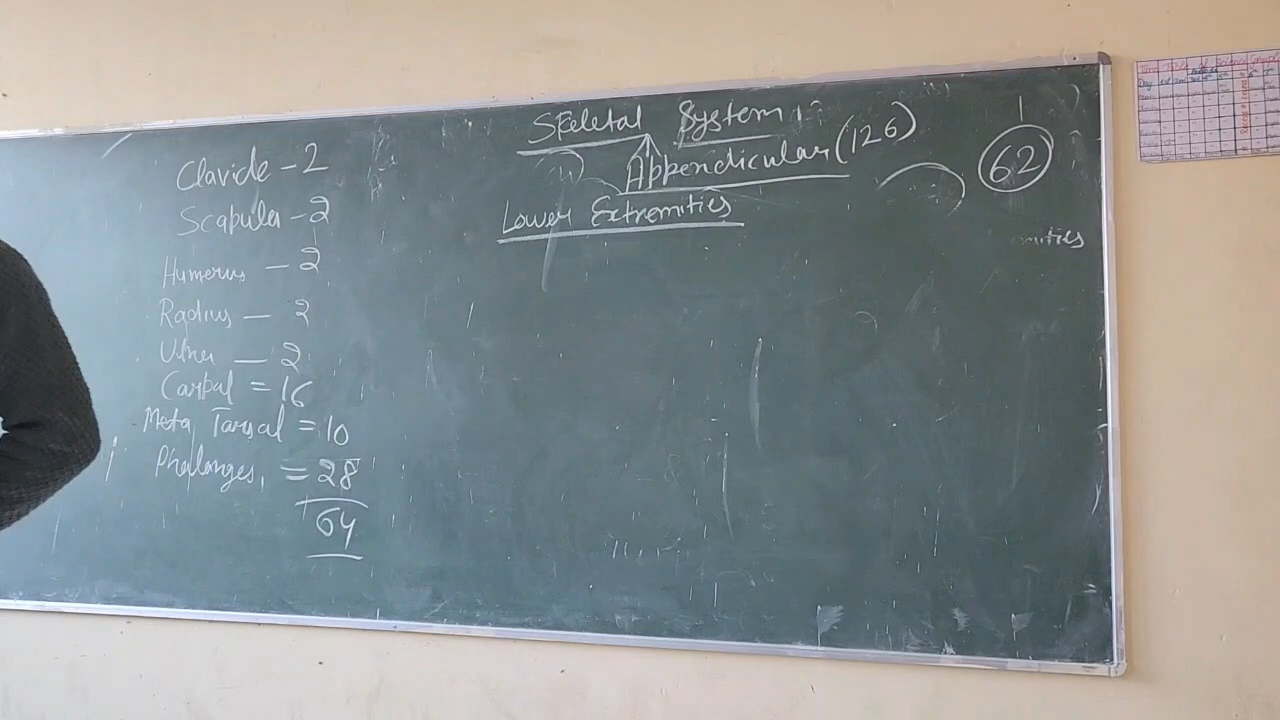 Skeletal System
Appendicular (126)
62
Lower Extremities
Clavicle - 2
Scapula - 2
Humerus - 2
Radius - 2
Ulner - 2
Carpal = 16
Meta Tarsal = 10
Phalanges = 28
64